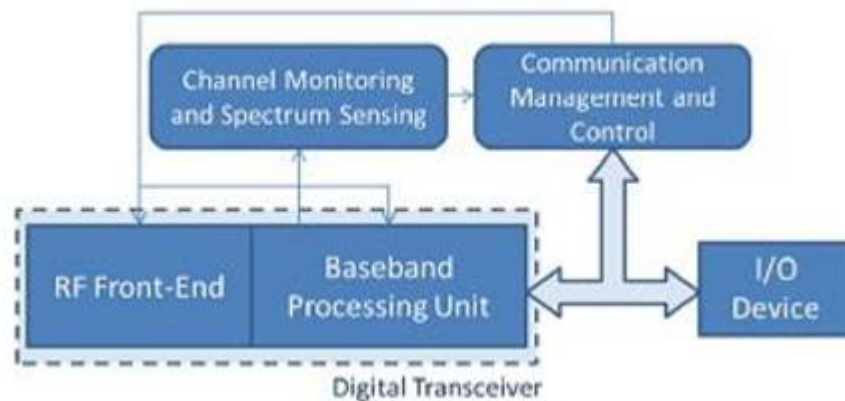 Channel Monitoring
and Spectrum Sensing
Communication
Management and
Control
RF Front-End
Baseband
Processing Unit
I/O
Device
Digital Transceiver